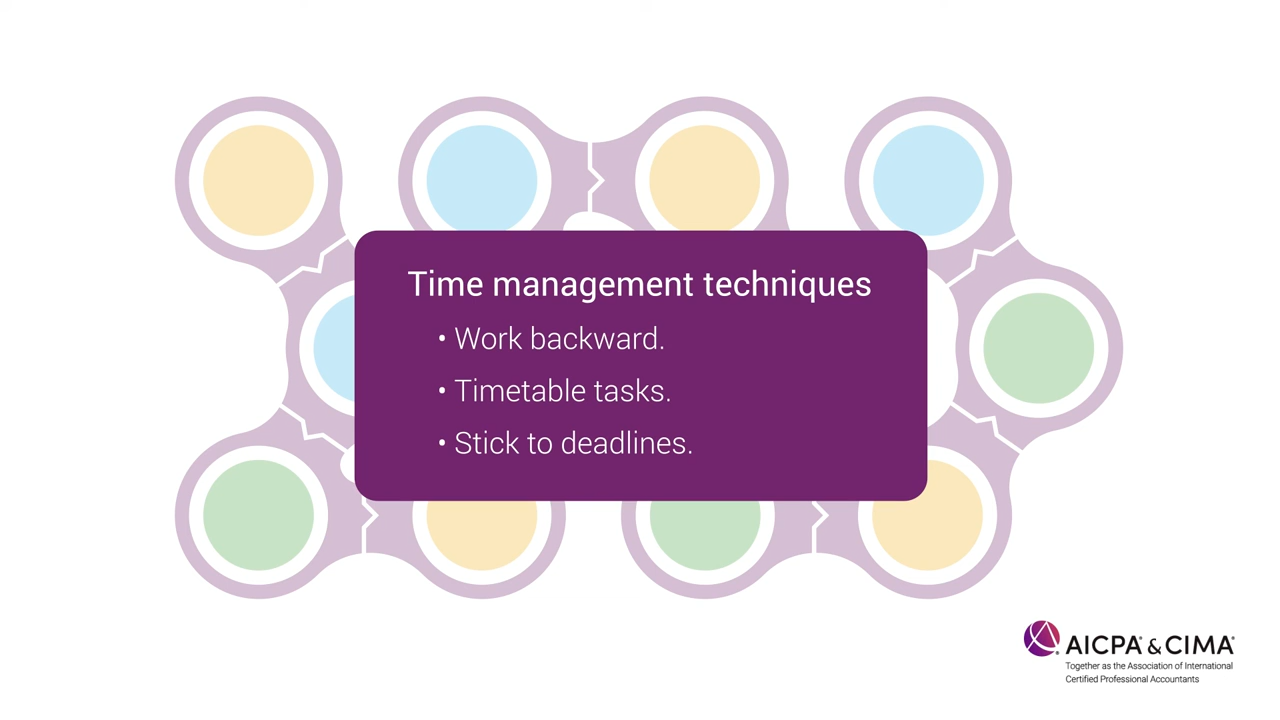 Time management techniques
• Work backward.
• Timetable tasks.
• Stick to deadlines.
AICPA® & CIMA®
Together as the Association of International
Certified Professional Accountants